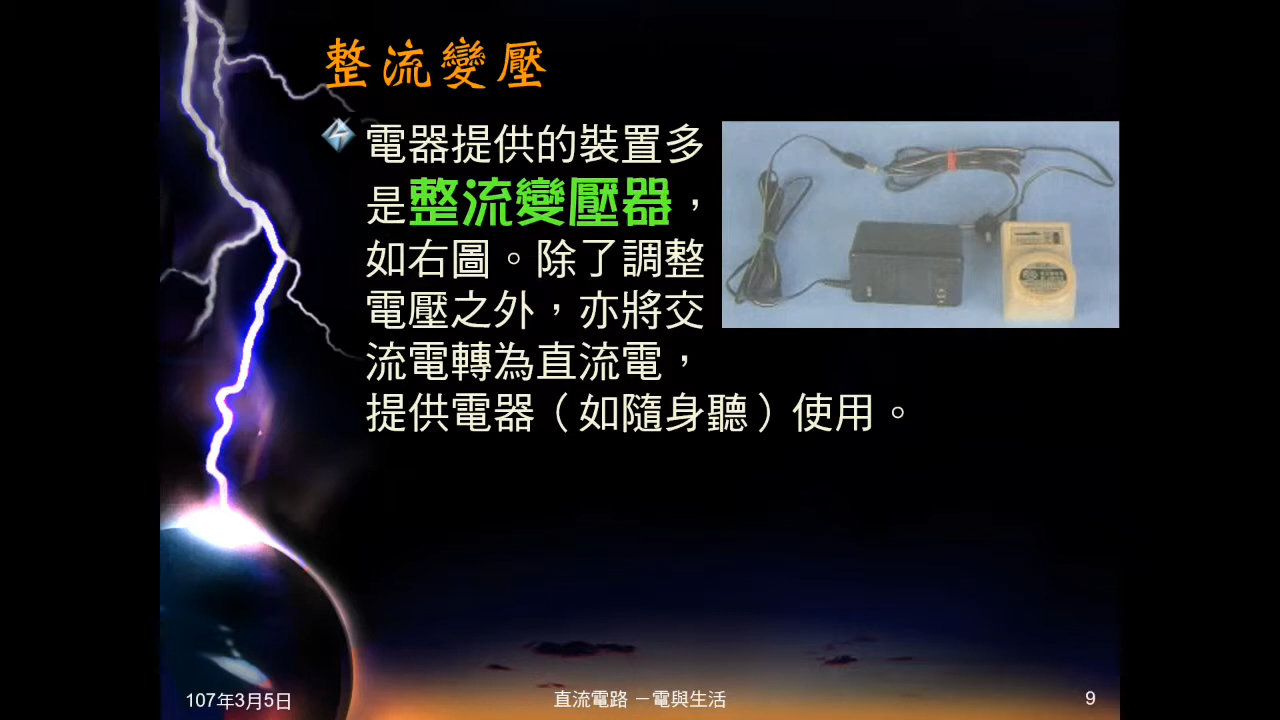 整流變壓
電器提供的裝置多
是整流變壓器，
如右圖。除了調整
電壓之外，亦將交
流電轉為直流電，
提供電器（如隨身聽）使用。
107年3月5日
直流電路 － 電與生活
9